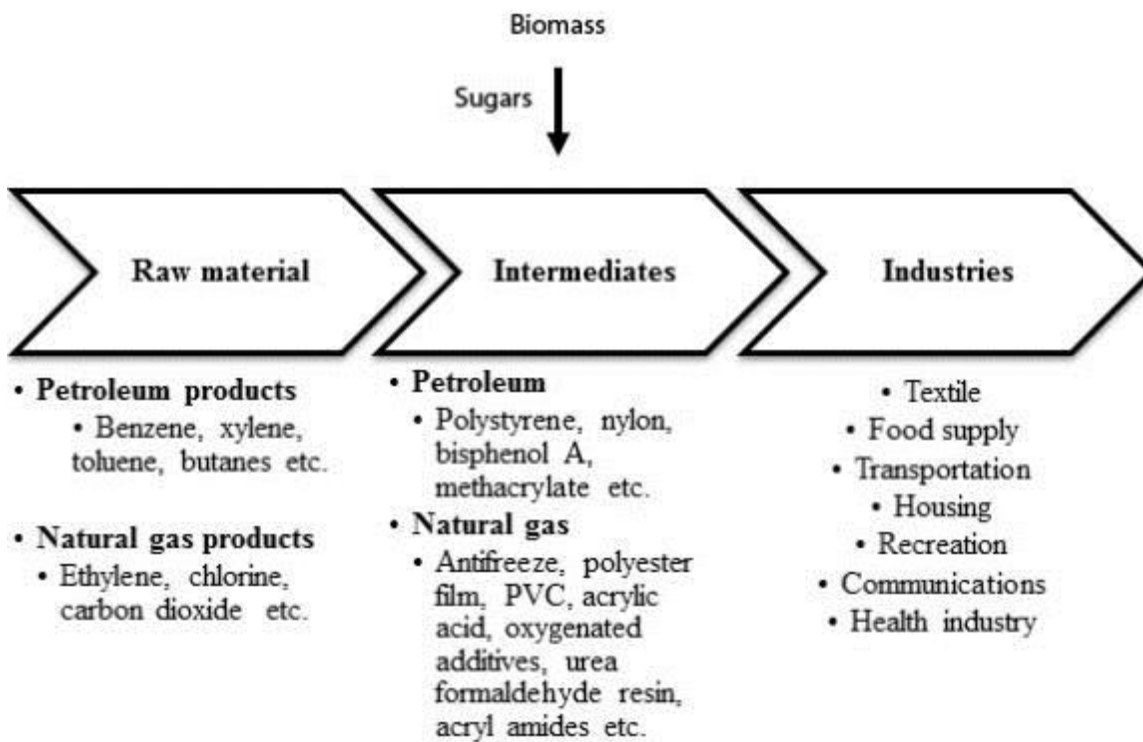 Biomass
Sugars
Raw material
Intermediates
Industries
• Petroleum products
• Benzene, xylene,
toluene, butanes etc.
• Natural gas products
• Ethylene, chlorine,
carbon dioxide etc.
• Petroleum
• Polystyrene, nylon,
bisphenol A,
methacrylate etc.
• Natural gas
• Antifreeze, polyester
film, PVC, acrylic
acid, oxygenated
additives, urea
formaldehyde resin,
acryl amides etc.
• Textile
• Food supply
• Transportation
• Housing
• Recreation
• Communications
• Health industry